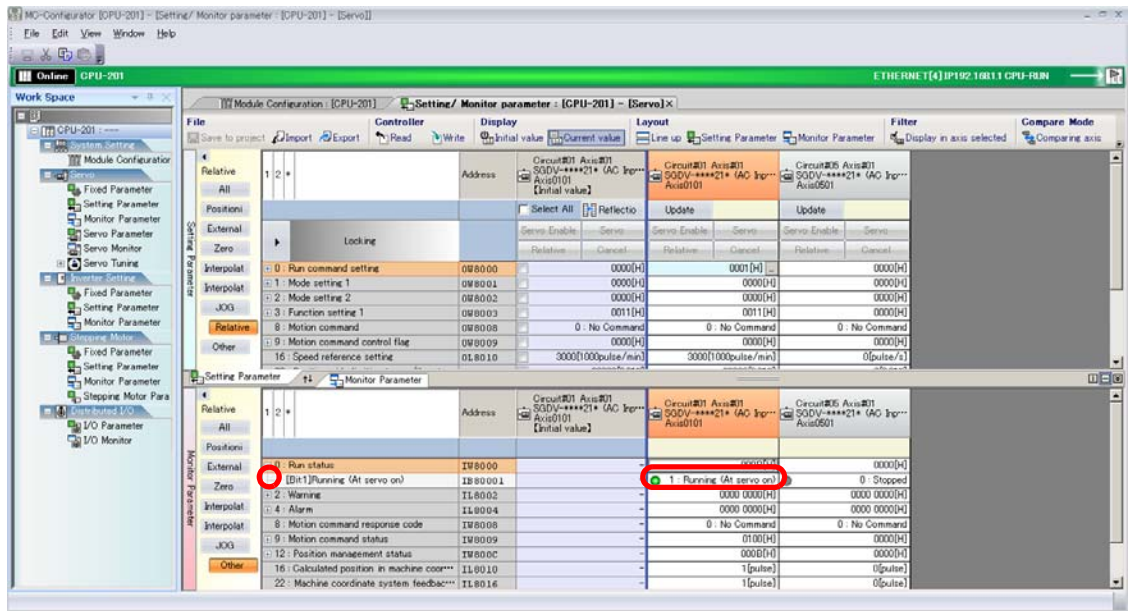 MC-Configurator [CPU-201] - [Setting/ Monitor parameter : [CPU-201] - [Servo]]
File Edit View Window Help
Online CPU-201
ETHERNET[4] IP192.168.1.1 CPU-RUN
Work Space
CPU-201 : ----
System Setting
Module Configuration
Servo
Fixed Parameter
Setting Parameter
Monitor Parameter
Servo Parameter
Servo Monitor
Servo Tuning
Inverter Setting
Fixed Parameter
Setting Parameter
Monitor Parameter
Stepping Motor
Fixed Parameter
Setting Parameter
Monitor Parameter
Stepping Motor Para
Distributed I/O
I/O Parameter
I/O Monitor
Module Configuration : [CPU-201]
Setting/ Monitor parameter : [CPU-201] - [Servo] ×
File Controller Display Layout Filter Compare Mode
Save to project Import Export Read Write Initial value Current value Line up Setting Parameter Monitor Parameter Display in axis selected Comparing axis
Setting Parameter
Relative
All
Positioni
External
Zero
Interpolat
Interpolat
JOG
Relative
Other
1 2 +
Address
Circuit#01 Axis#01
SGDV-****21* (AC Inp...
Axis0101
【Initial value】
Circuit#01 Axis#01
SGDV-****21* (AC Inp...
Axis0101
Circuit#05 Axis#01
SGDV-****21* (AC Inp...
Axis0501
Select All Reflectio Update Update
Locking
Servo Enable Servo Servo Enable Servo Servo Enable Servo
Relative Cancel Relative Cancel Relative Cancel
0 : Run command setting OW8000 0000[H] 0001[H] ... 0000[H]
1 : Mode setting 1 OW8001 0000[H] 0000[H] 0000[H]
2 : Mode setting 2 OW8002 0000[H] 0000[H] 0000[H]
3 : Function setting 1 OW8003 0011[H] 0011[H] 0000[H]
8 : Motion command OW8008 0 : No Command 0 : No Command 0 : No Command
9 : Motion command control flag OW8009 0000[H] 0000[H] 0000[H]
16 : Speed reference setting OL8010 3000[1000pulse/min] 3000[1000pulse/min] 0[pulse/s]
Setting Parameter Monitor Parameter
Monitor Parameter
Relative
All
Positioni
External
Zero
Interpolat
Interpolat
JOG
Other
1 2 +
Address
Circuit#01 Axis#01
SGDV-****21* (AC Inp...
Axis0101
【Initial value】
Circuit#01 Axis#01
SGDV-****21* (AC Inp...
Axis0101
Circuit#05 Axis#01
SGDV-****21* (AC Inp...
Axis0501
0 : Run status IW8000 - 0000[H]
[Bit1]Running (At servo on) IB80001 - 1 : Running (At servo on) 0 : Stopped
2 : Warning IL8002 - 0000 0000[H] 0000 0000[H]
4 : Alarm IL8004 - 0000 0000[H] 0000 0000[H]
8 : Motion command response code IW8008 - 0 : No Command 0 : No Command
9 : Motion command status IW8009 - 0100[H] 0000[H]
12 : Position management status IW800C - 000B[H] 0000[H]
16 : Calculated position in machine coor... IL8010 - 1[pulse] 0[pulse]
22 : Machine coordinate system feedbac... IL8016 - 1[pulse] 0[pulse]